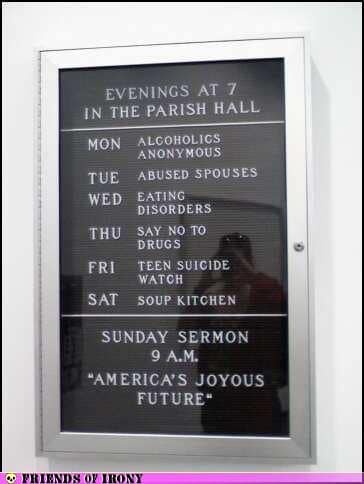 EVENINGS AT 7
IN THE PARISH HALL
MON ALCOHOLICS
ANONYMOUS
TUE ABUSED SPOUSES
WED EATING
DISORDERS
THU SAY NO TO
DRUGS
FRI TEEN SUICIDE
WATCH
SAT SOUP KITCHEN
SUNDAY SERMON
9 A.M.
"AMERICA'S JOYOUS
FUTURE"
FRIENDS OF IRONY